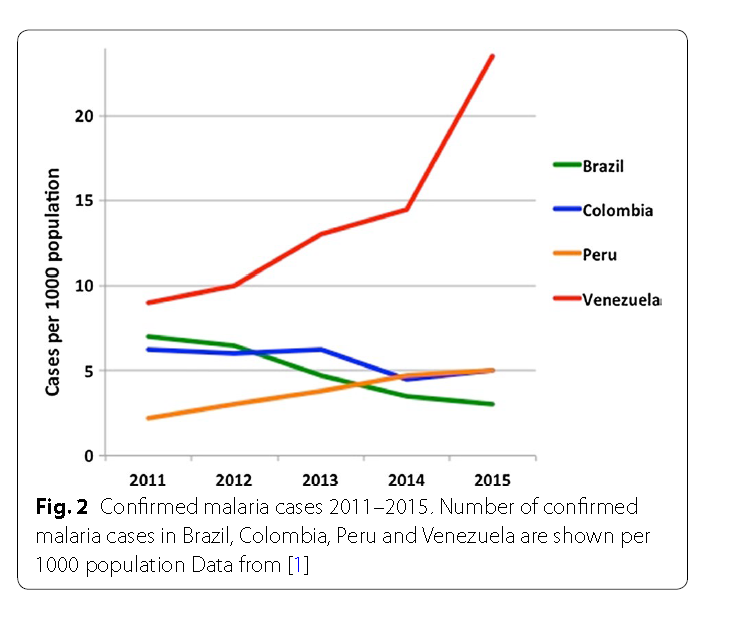 20
15
10
5
0
Cases per 1000 population
2011 2012 2013 2014 2015
Brazil
Colombia
Peru
Venezuela
Fig. 2 Confirmed malaria cases 2011–2015. Number of confirmed
malaria cases in Brazil, Colombia, Peru and Venezuela are shown per
1000 population Data from [1]